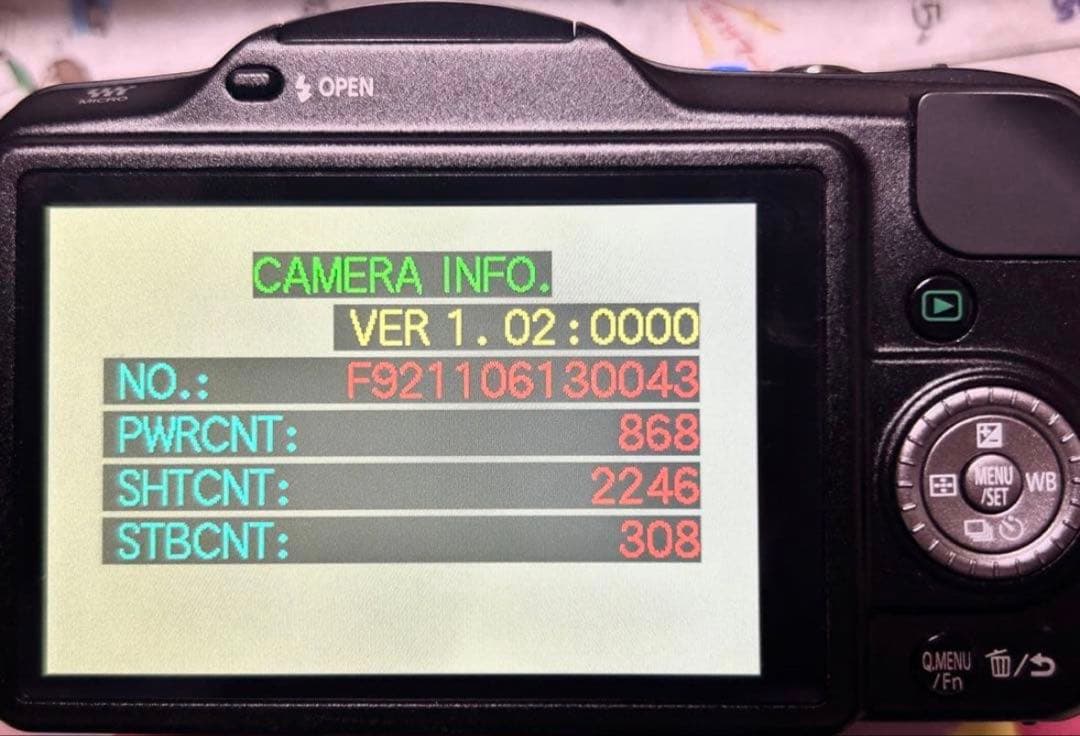 MICRO
OPEN
CAMERA INFO.
VER 1.02:0000
NO.: F921106130043
PWRCNT: 868
SHTCNT: 2246
STBCNT: 308
MENU
/SET
WB
Q.MENU
/Fn